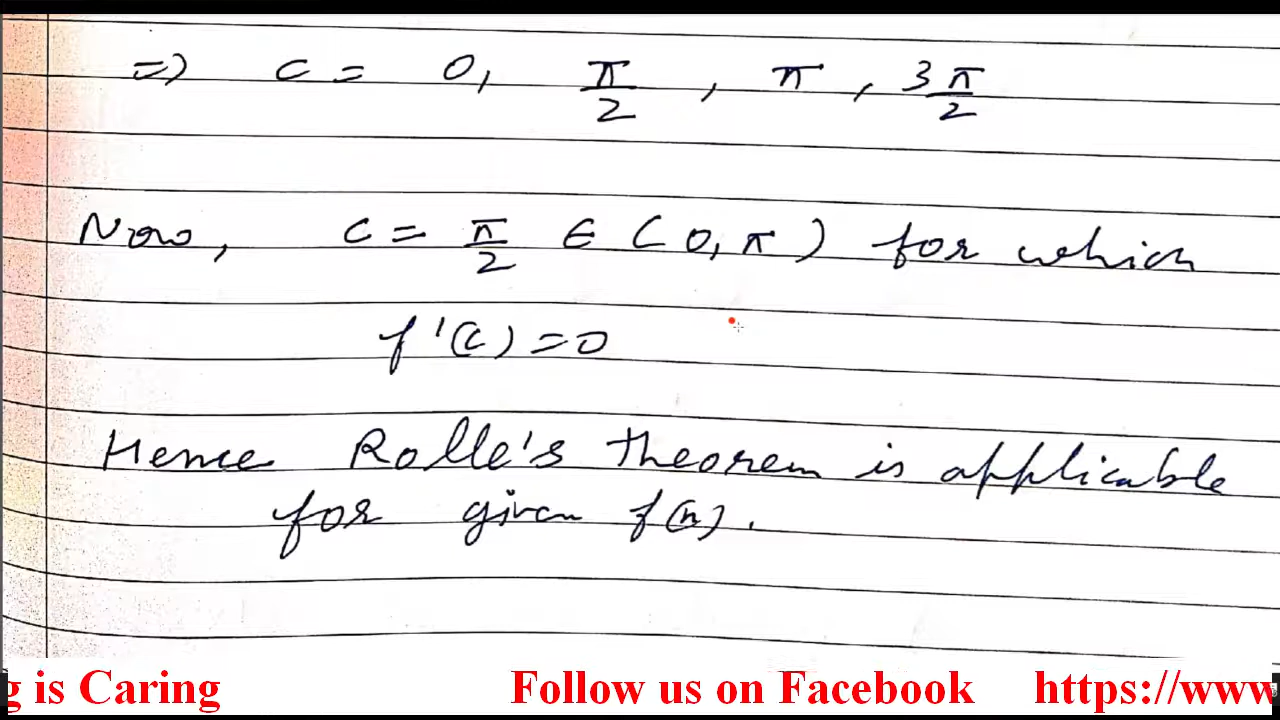 => c = 0, π/2, π, 3π/2
Now, c = π/2 ∈ (0, π) for which
f'(c) = 0
Hence Rolle's theorem is applicable
for given f(x).
g is Caring Follow us on Facebook https://www